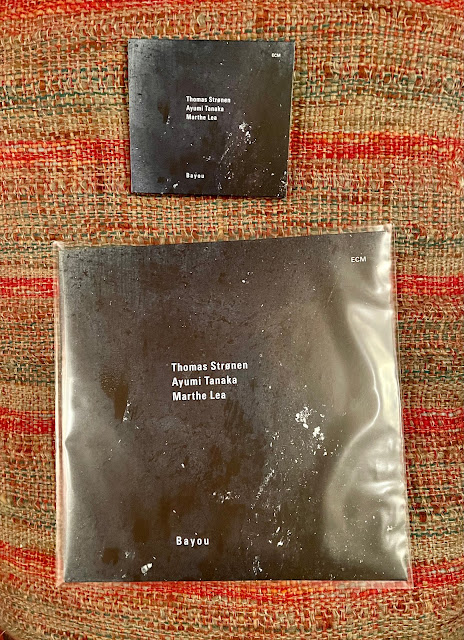 ECM
Thomas Strønen
Ayumi Tanaka
Marthe Lea
Bayou
ECM
Thomas Strønen
Ayumi Tanaka
Marthe Lea
Bayou